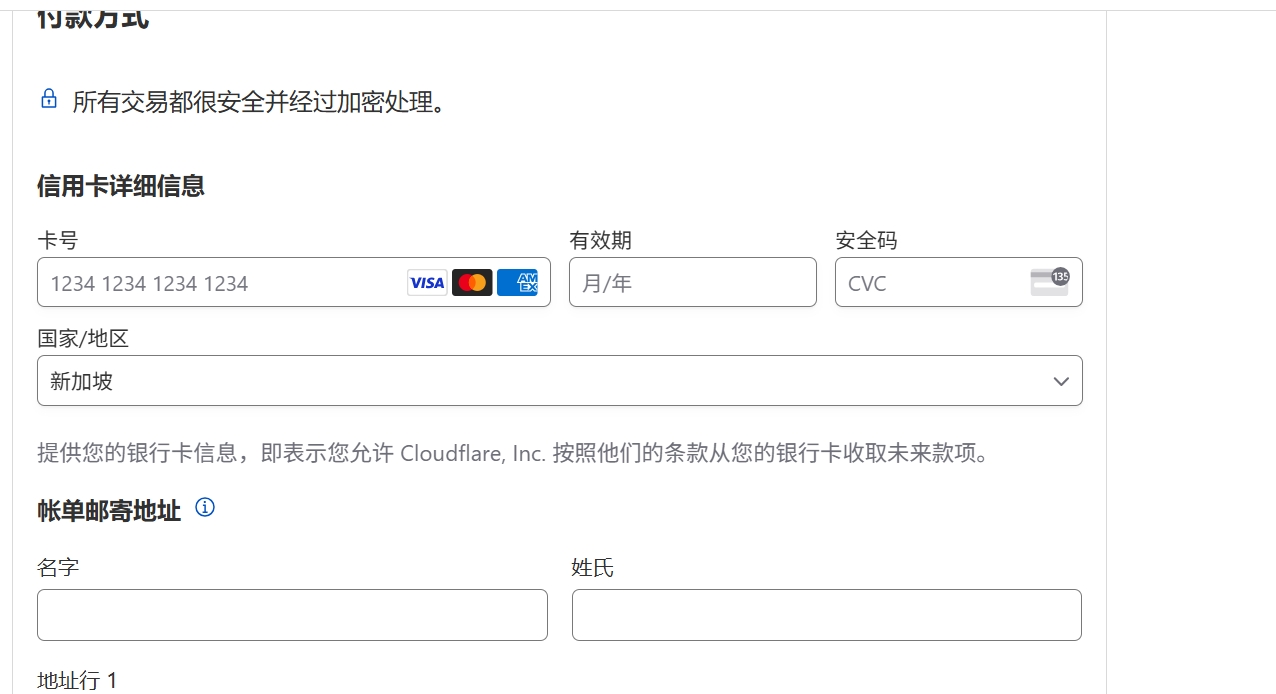 付款方式
所有交易都很安全并经过加密处理。
信用卡详细信息
卡号 有效期 安全码
1234 1234 1234 1234 VISA AMEX 月/年 CVC 135
国家/地区
新加坡
提供您的银行卡信息，即表示您允许 Cloudflare, Inc. 按照他们的条款从您的银行卡收取未来款项。
帐单邮寄地址
名字 姓氏
地址行 1